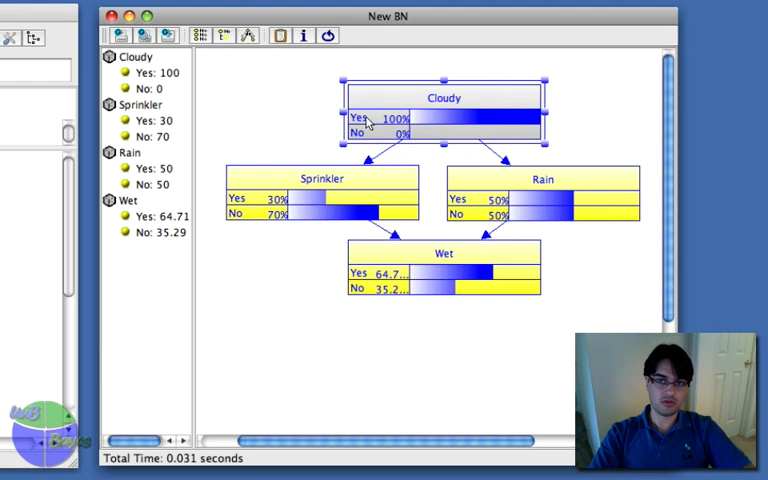 New BN
Cloudy
Yes: 100
No: 0
Sprinkler
Yes: 30
No: 70
Rain
Yes: 50
No: 50
Wet
Yes: 64.71
No: 35.29
Cloudy
Yes 100%
No 0%
Sprinkler
Yes 30%
No 70%
Rain
Yes 50%
No 50%
Wet
Yes 64.7...
No 35.2...
UnB
Bayes
Total Time: 0.031 seconds